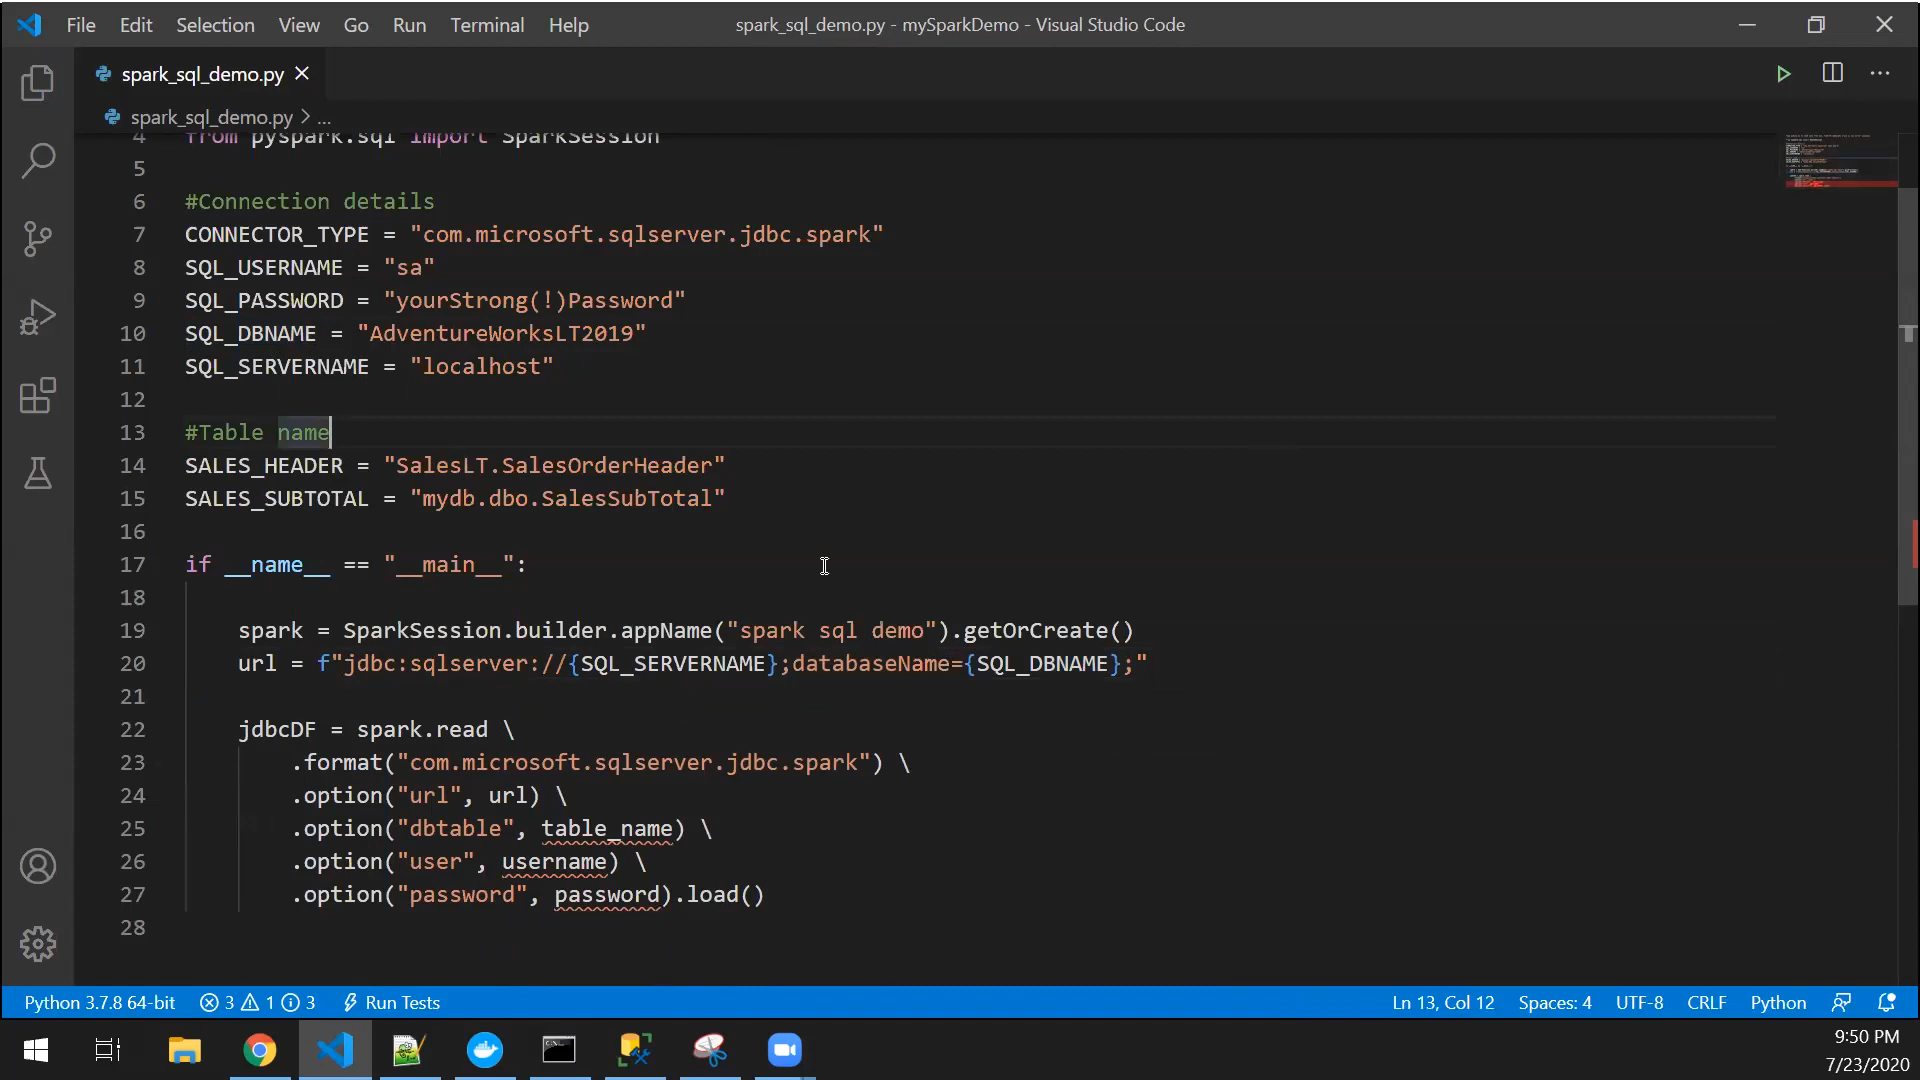 File Edit Selection View Go Run Terminal Help
spark_sql_demo.py - mySparkDemo - Visual Studio Code
spark_sql_demo.py
spark_sql_demo.py > ...
4 from pyspark.sql import SparkSession
5
6 #Connection details
7 CONNECTOR_TYPE = "com.microsoft.sqlserver.jdbc.spark"
8 SQL_USERNAME = "sa"
9 SQL_PASSWORD = "yourStrong(!)Password"
10 SQL_DBNAME = "AdventureWorksLT2019"
11 SQL_SERVERNAME = "localhost"
12
13 #Table name
14 SALES_HEADER = "SalesLT.SalesOrderHeader"
15 SALES_SUBTOTAL = "mydb.dbo.SalesSubTotal"
16
17 if __name__ == "__main__":
18
19 spark = SparkSession.builder.appName("spark sql demo").getOrCreate()
20 url = f"jdbc:sqlserver://{SQL_SERVERNAME};databaseName={SQL_DBNAME};"
21
22 jdbcDF = spark.read \
23 .format("com.microsoft.sqlserver.jdbc.spark") \
24 .option("url", url) \
25 .option("dbtable", table_name) \
26 .option("user", username) \
27 .option("password", password).load()
28
Python 3.7.8 64-bit 3 1 3 Run Tests Ln 13, Col 12 Spaces: 4 UTF-8 CRLF Python
9:50 PM
7/23/2020